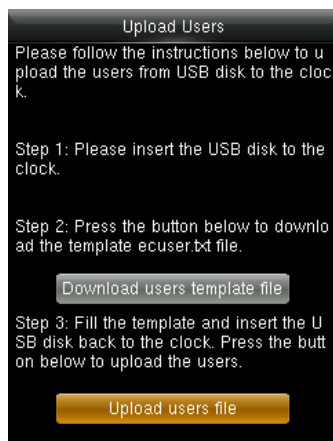 Upload Users
Please follow the instructions below to u
pload the users from USB disk to the cloc
k.
Step 1: Please insert the USB disk to the
clock.
Step 2: Press the button below to downlo
ad the template ecuser.txt file.
Download users template file
Step 3: Fill the template and insert the U
SB disk back to the clock. Press the butt
on below to upload the users.
Upload users file